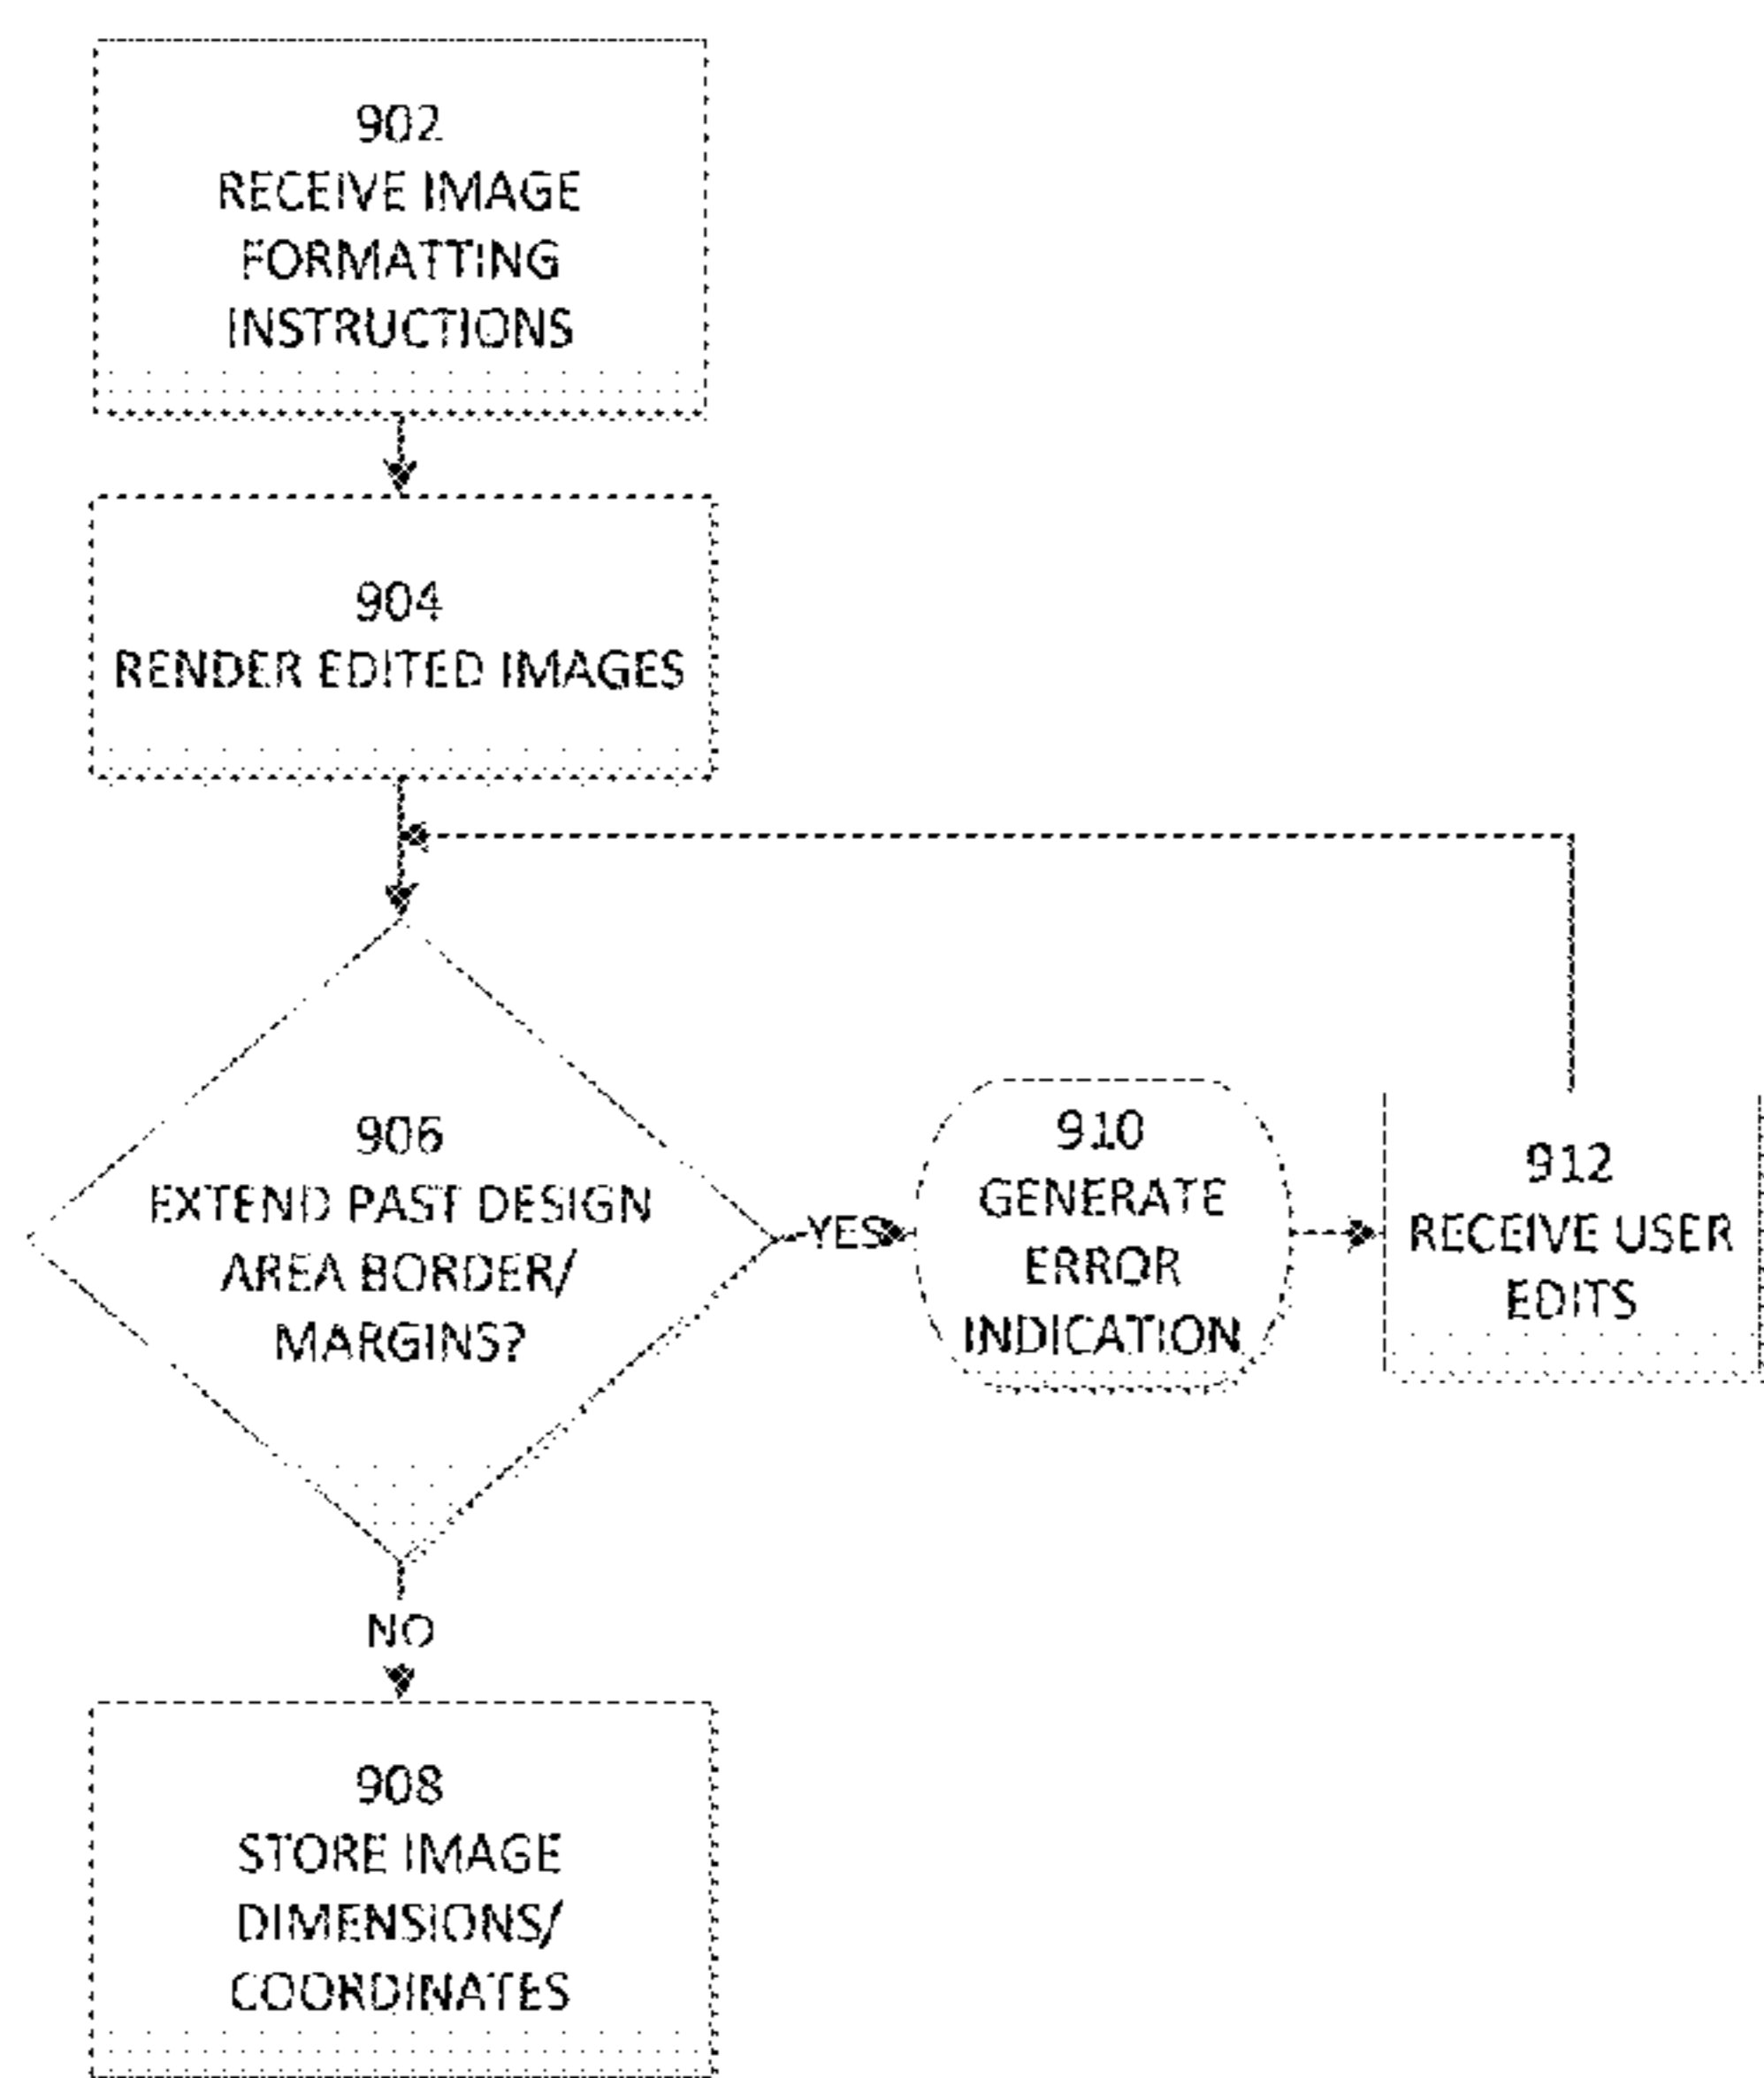 902
RECEIVE IMAGE
FORMATTING
INSTRUCTIONS
904
RENDER EDITED IMAGES
906
EXTEND PAST DESIGN
AREA BORDER/
MARGINS?
YES
910
GENERATE
ERROR
INDICATION
912
RECEIVE USER
EDITS
NO
908
STORE IMAGE
DIMENSIONS/
COORDINATES